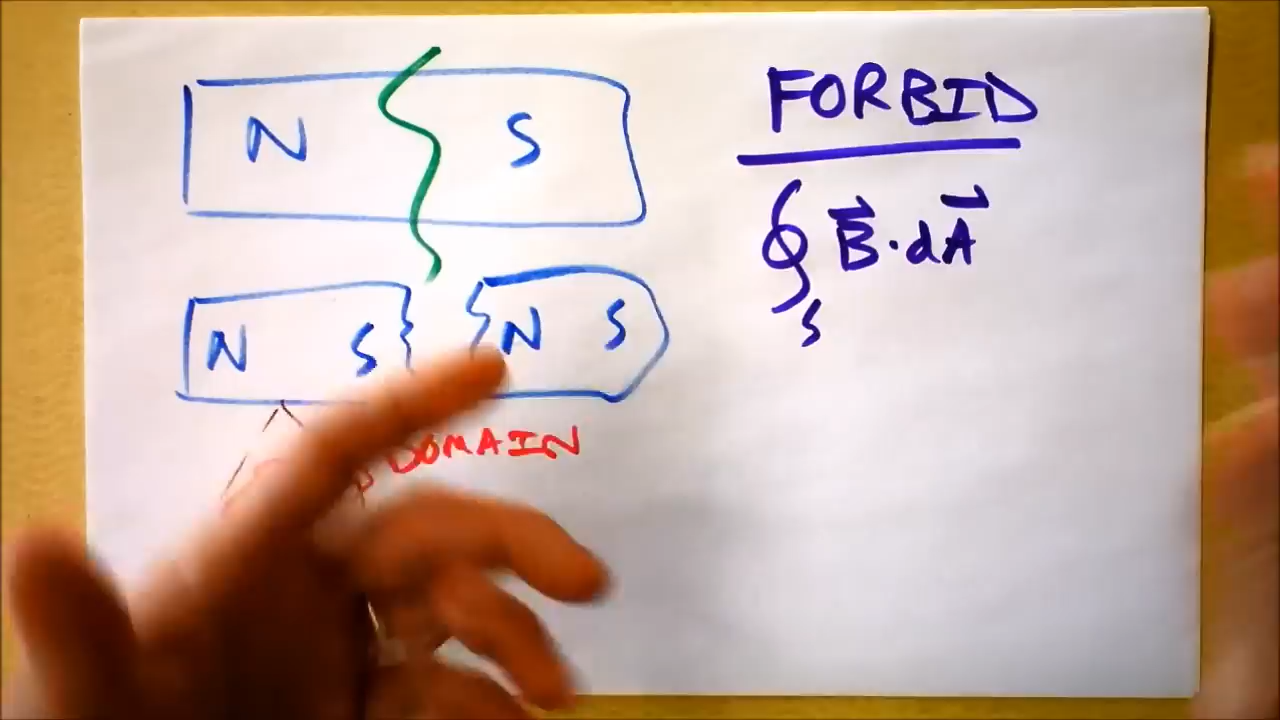 N S
N S N S
DOMAIN
FORBID
∮ B⃗·dA⃗
S